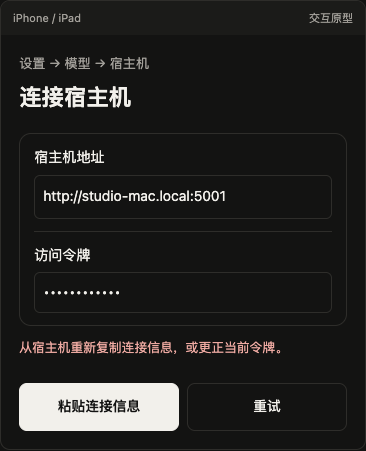 iPhone / iPad
交互原型
设置 → 模型 → 宿主机
连接宿主机
宿主机地址
http://studio-mac.local:5001
访问令牌
••••••••••••
从宿主机重新复制连接信息，或更正当前令牌。
粘贴连接信息
重试